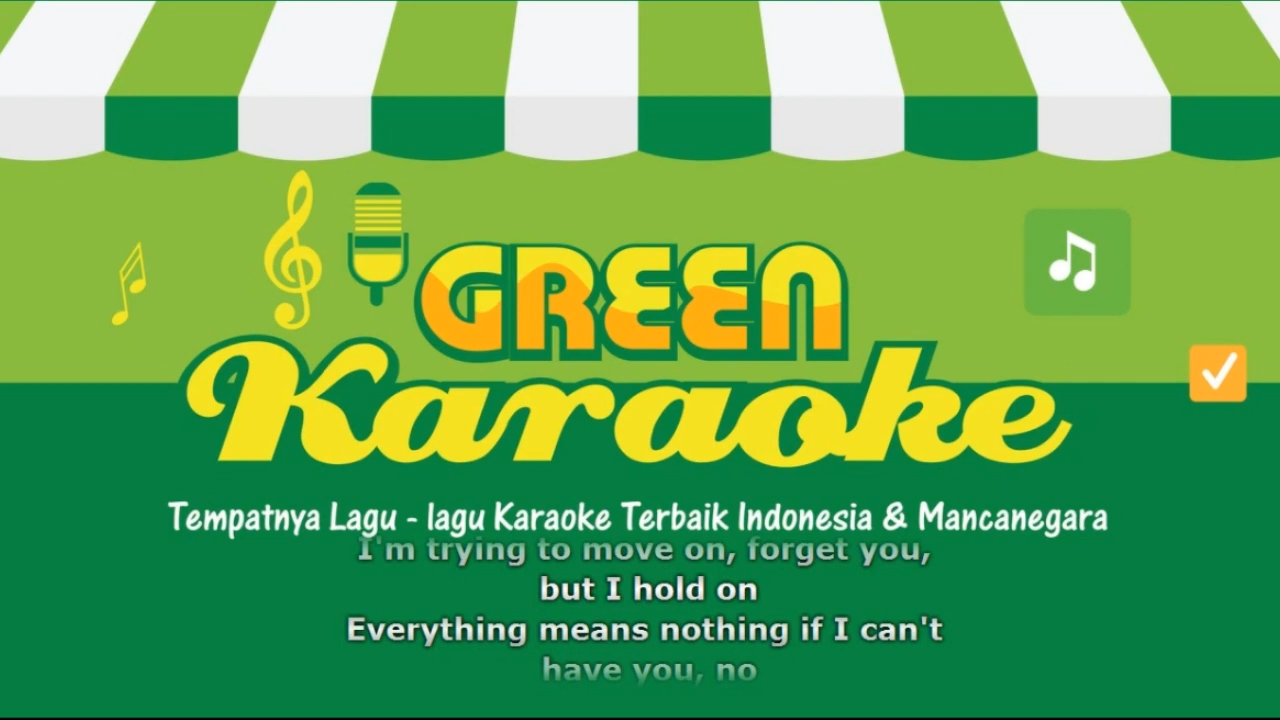 GREEN
Karaoke
Tempatnya Lagu - lagu Karaoke Terbaik Indonesia & Mancanegara
I'm trying to move on, forget you,
but I hold on
Everything means nothing if I can't
have you, no